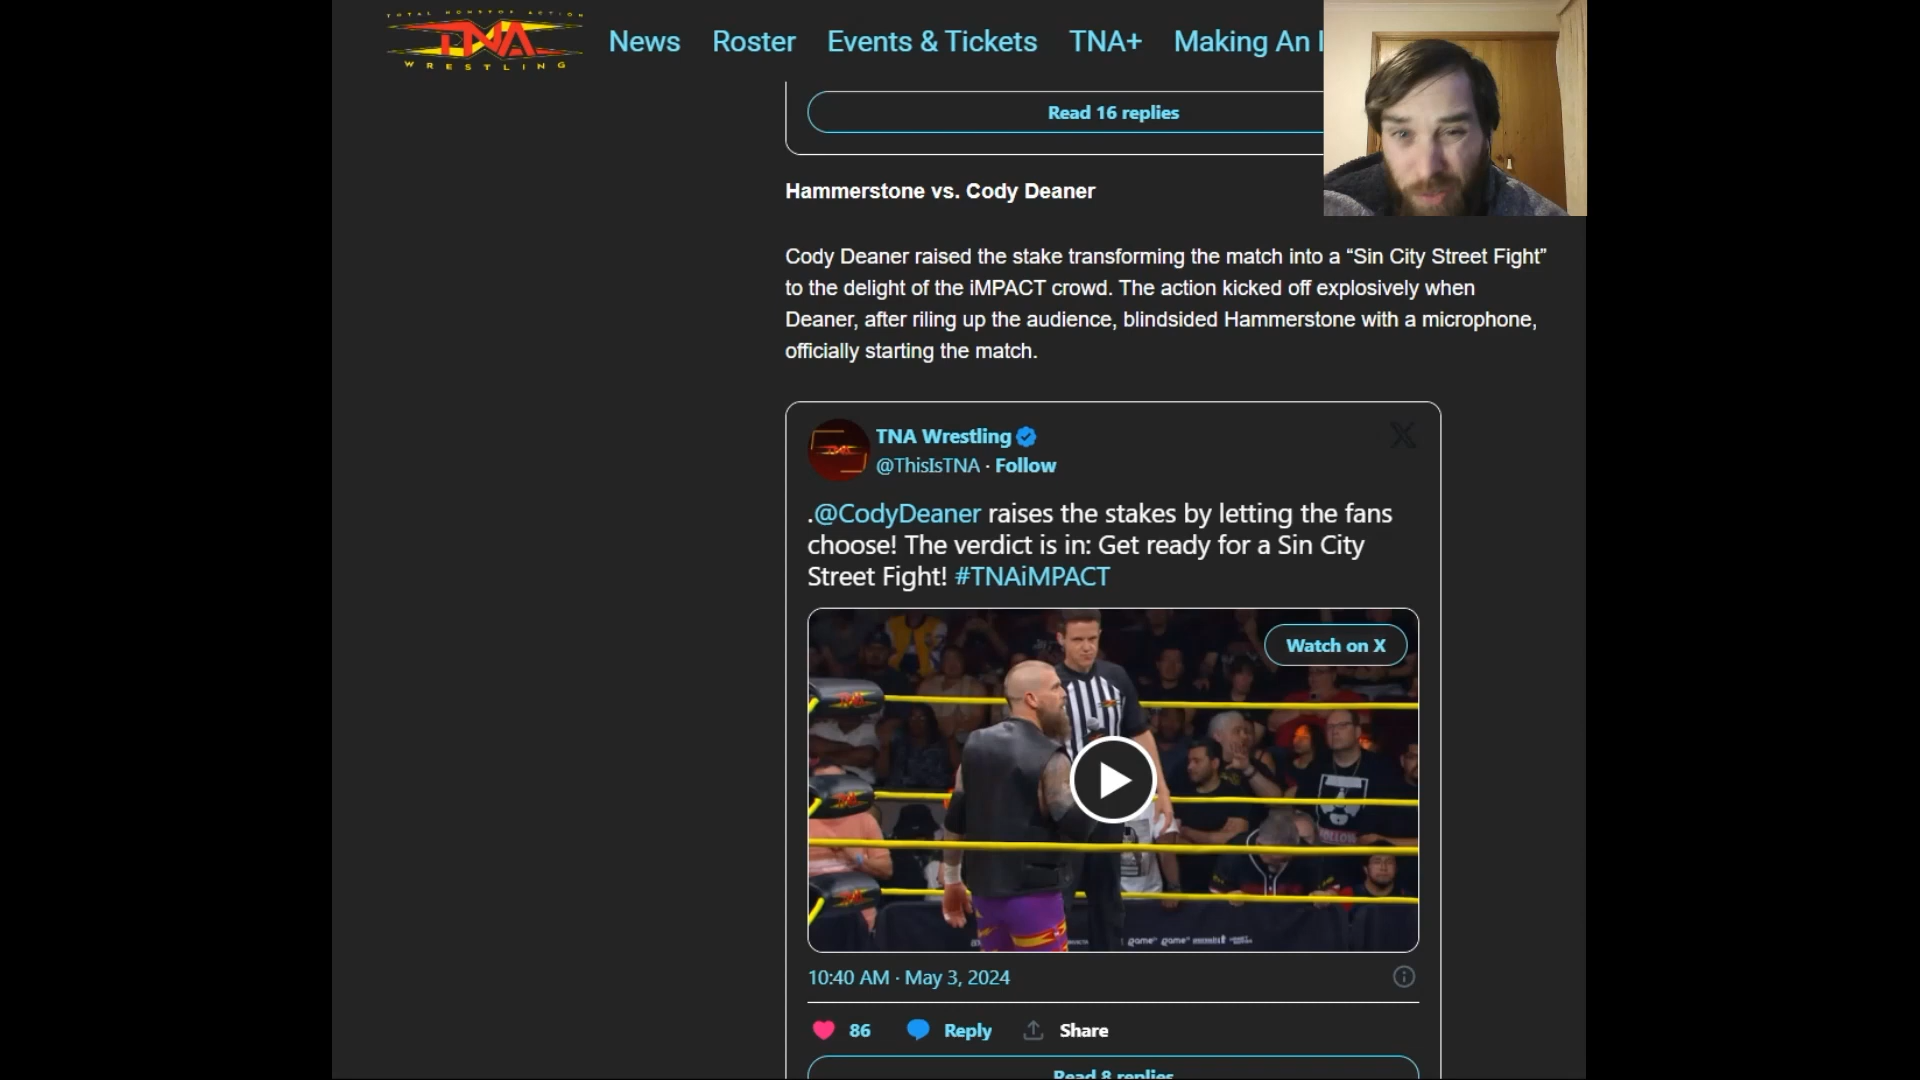 TOTAL NONSTOP ACTION
TNA
WRESTLING
News
Roster
Events & Tickets
TNA+
Making An I
Read 16 replies
Hammerstone vs. Cody Deaner
Cody Deaner raised the stake transforming the match into a “Sin City Street Fight”
to the delight of the iMPACT crowd. The action kicked off explosively when
Deaner, after riling up the audience, blindsided Hammerstone with a microphone,
officially starting the match.
TNA Wrestling
@ThisIsTNA · Follow
X
.@CodyDeaner raises the stakes by letting the fans
choose! The verdict is in: Get ready for a Sin City
Street Fight! #TNAiMPACT
Watch on X
10:40 AM · May 3, 2024
86
Reply
Share
Read 8 replies